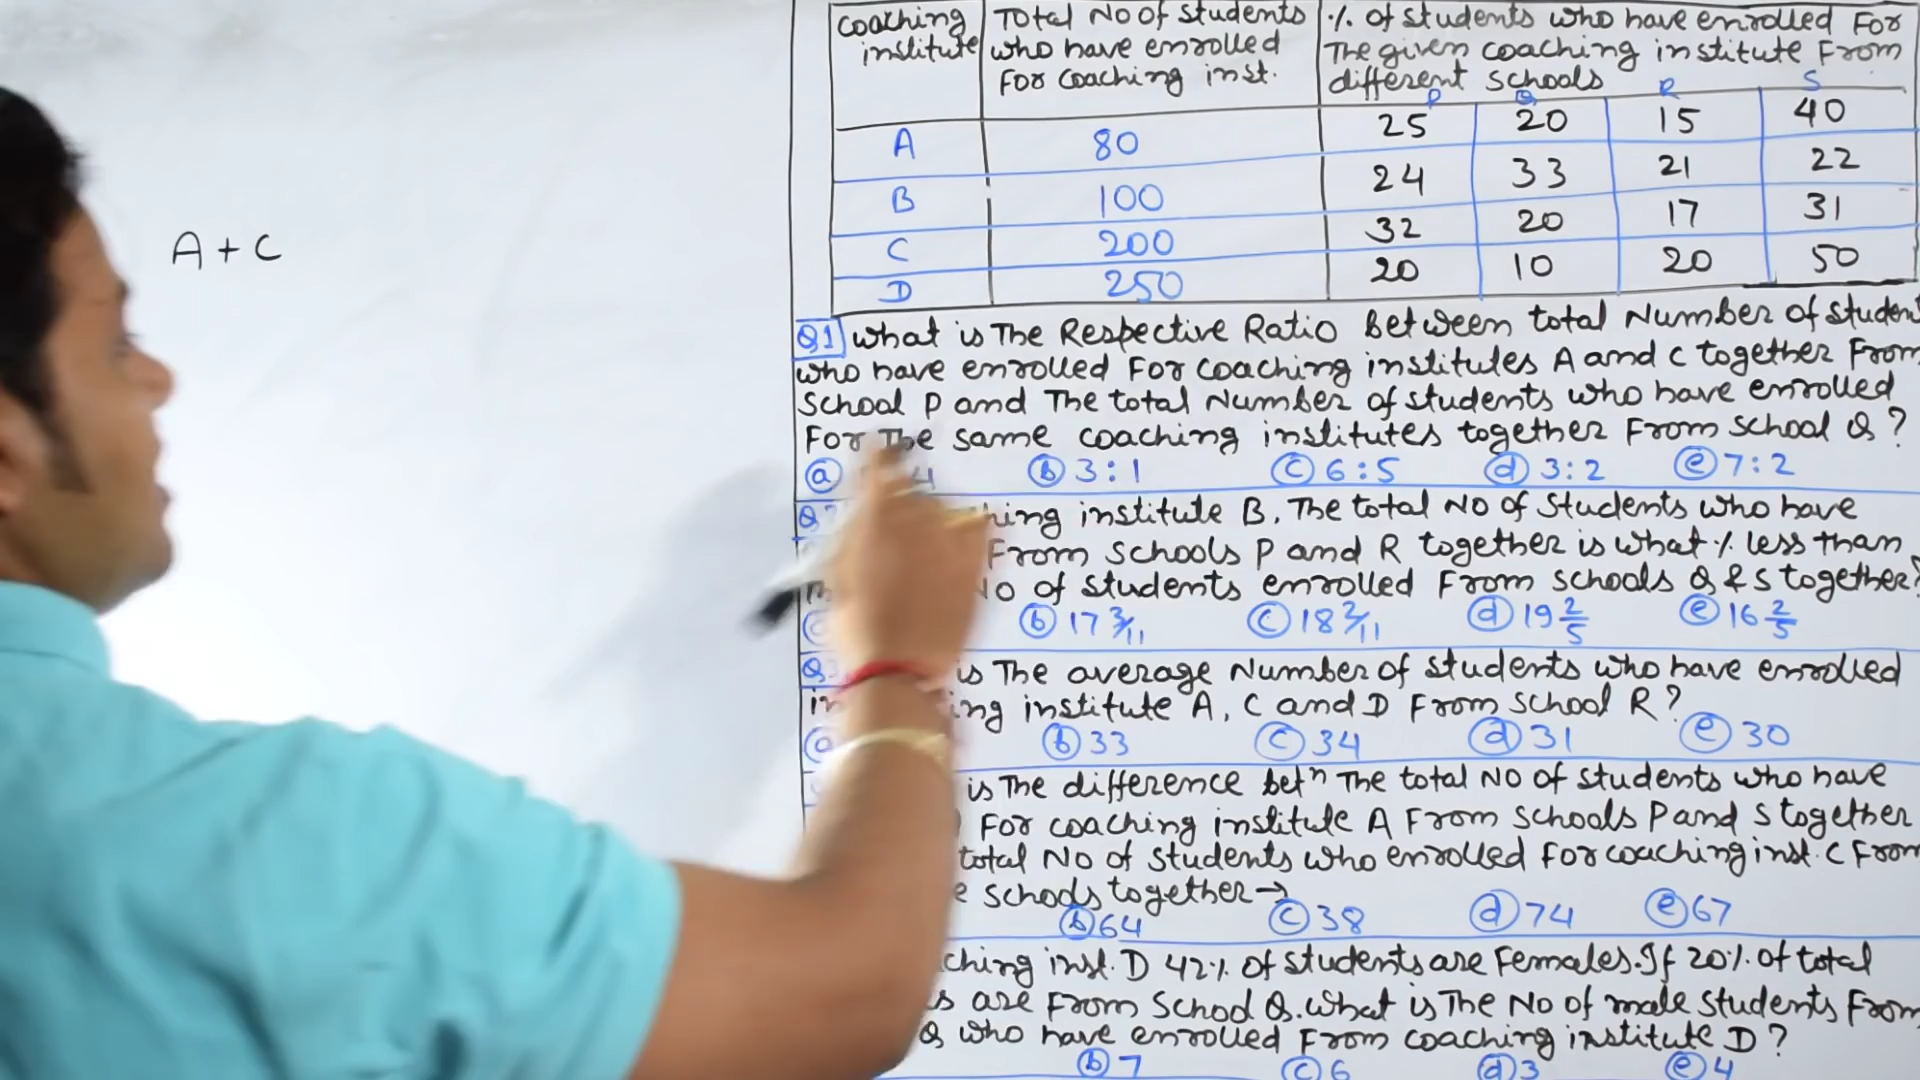 A + C
coaching institute
Total No of students who have enrolled For coaching inst.
% of students who have enrolled For The given coaching institute From different schools
P Q R S
A 80 25 20 15 40
B 100 24 33 21 22
C 200 32 20 17 31
D 250 20 10 20 50
Q1 what is The Respective Ratio between total Number of student
who have enrolled For coaching institutes A and C together From
School P and The total Number of students who have enrolled
For The same coaching institutes together From school Q ?
(a) 4 (b) 3 : 1 (c) 6 : 5 (d) 3 : 2 (e) 7 : 2
institute B, The total No of students who have
From schools P and R together is what % less than
No of students enrolled From schools Q & S together?
(b) 17 3/11 (c) 18 2/11 (d) 19 2/5 (e) 16 2/5
is The average Number of students who have enrolled
institute A, C and D From school R ?
(a) (b) 33 (c) 34 (d) 31 (e) 30
is The difference betn The total No of students who have
For coaching institute A From schools P and S together
total No of students who enrolled For coaching inst. C From
schools together →
(b) 64 (c) 38 (d) 74 (e) 67
inst. D 42% of students are Females. If 20% of total
are From School Q. what is The No of male students From
Q who have enrolled From coaching institute D ?
(b) 7 (c) 6 (d) 3 (e) 4